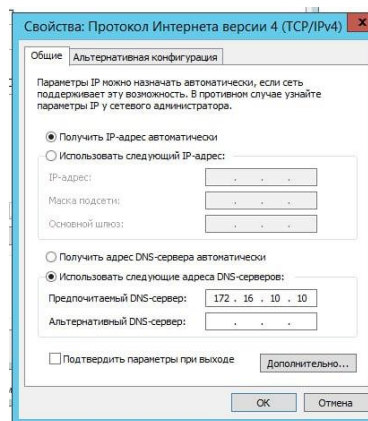 Свойства: Протокол Интернета версии 4 (TCP/IPv4)
x
Общие
Альтернативная конфигурация
Параметры IP можно назначать автоматически, если сеть
поддерживает эту возможность. В противном случае узнайте
параметры IP у сетевого администратора.
Получить IP-адрес автоматически
Использовать следующий IP-адрес:
IP-адрес:
Маска подсети:
Основной шлюз:
Получить адрес DNS-сервера автоматически
Использовать следующие адреса DNS-серверов:
Предпочитаемый DNS-сервер: 172 . 16 . 10 . 10
Альтернативный DNS-сервер:
Подтвердить параметры при выходе
Дополнительно...
ОК
Отмена